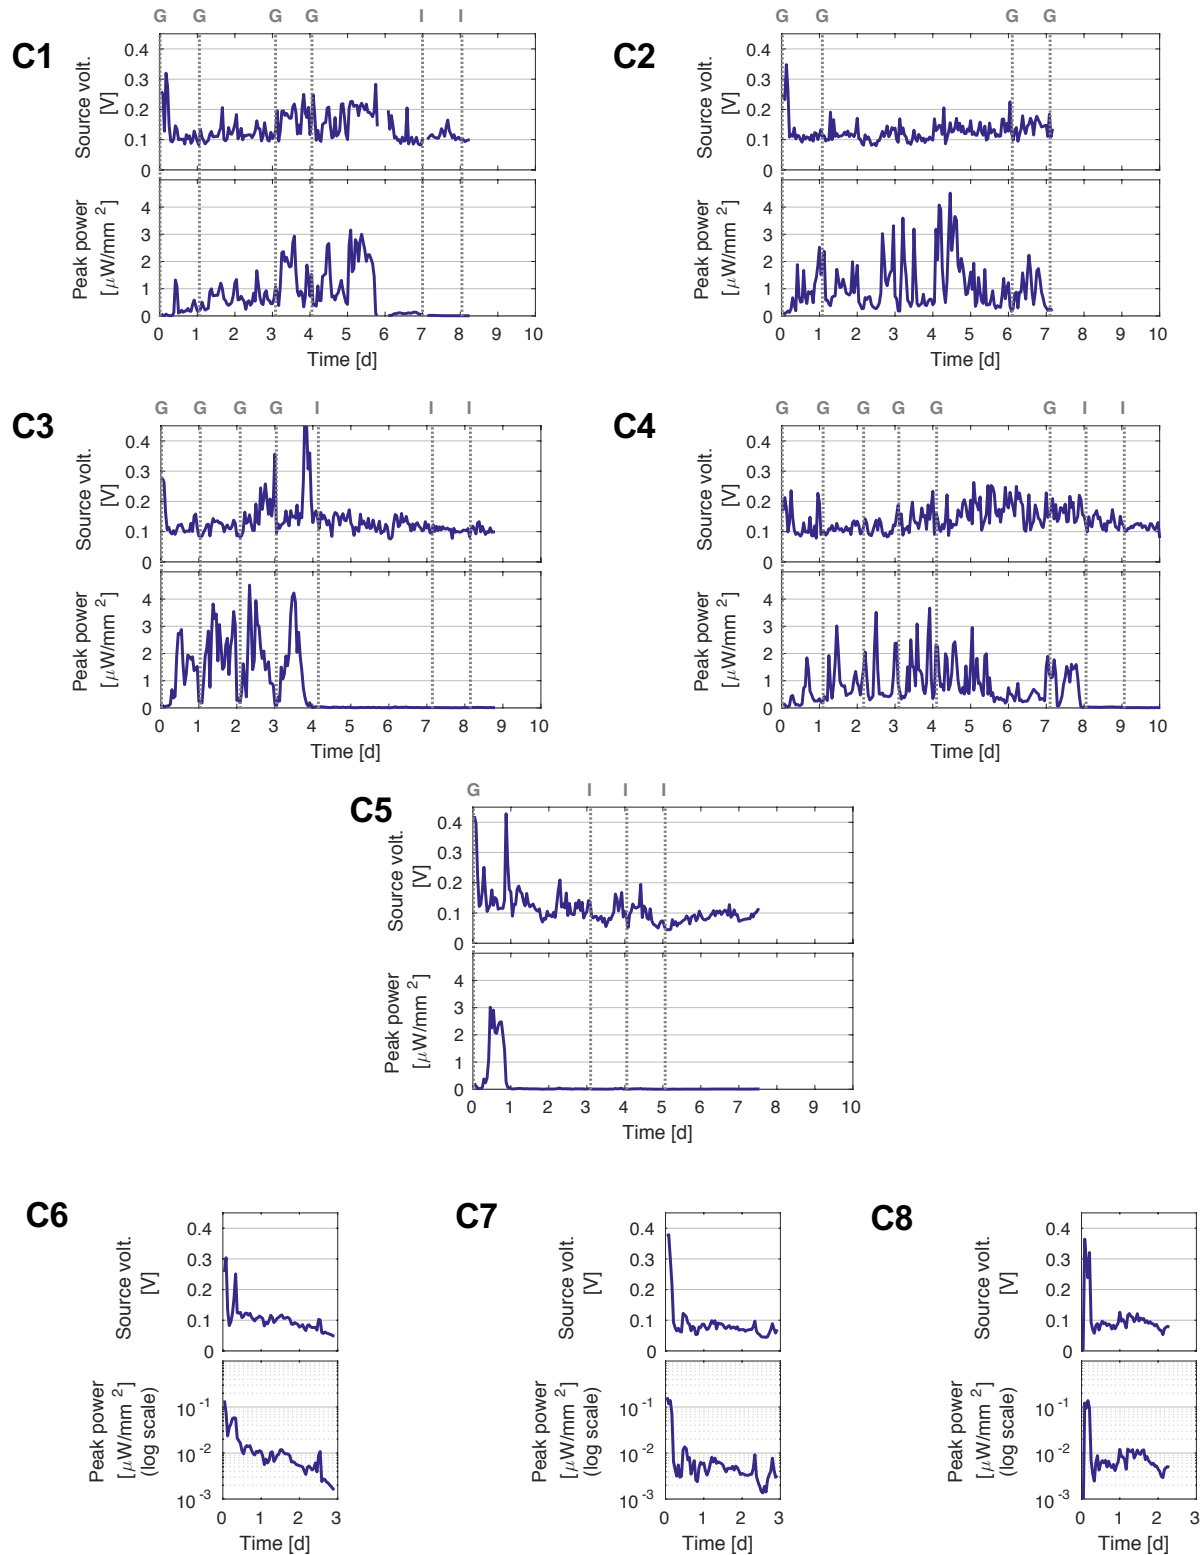 G G G G I I
C1
Source volt.
[V]
0.4
0.3
0.2
0.1
0
Peak power
[µW/mm 2 ]
4
3
2
1
0
0 1 2 3 4 5 6 7 8 9 10
Time [d]
G G G G
C2
Source volt.
[V]
0.4
0.3
0.2
0.1
0
Peak power
[µW/mm 2 ]
4
3
2
1
0
0 1 2 3 4 5 6 7 8 9 10
Time [d]
G G G G I I I
C3
Source volt.
[V]
0.4
0.3
0.2
0.1
0
Peak power
[µW/mm 2 ]
4
3
2
1
0
0 1 2 3 4 5 6 7 8 9 10
Time [d]
G G G G G G I I
C4
Source volt.
[V]
0.4
0.3
0.2
0.1
0
Peak power
[µW/mm 2 ]
4
3
2
1
0
0 1 2 3 4 5 6 7 8 9 10
Time [d]
G I I I
C5
Source volt.
[V]
0.4
0.3
0.2
0.1
0
Peak power
[µW/mm 2 ]
4
3
2
1
0
0 1 2 3 4 5 6 7 8 9 10
Time [d]
C6
Source volt.
[V]
0.4
0.3
0.2
0.1
0
Peak power
[µW/mm 2 ]
(log scale)
10 -1
10 -2
10 -3
0 1 2 3
Time [d]
C7
Source volt.
[V]
0.4
0.3
0.2
0.1
0
Peak power
[µW/mm 2 ]
(log scale)
10 -1
10 -2
10 -3
0 1 2 3
Time [d]
C8
Source volt.
[V]
0.4
0.3
0.2
0.1
0
Peak power
[µW/mm 2 ]
(log scale)
10 -1
10 -2
10 -3
0 1 2 3
Time [d]